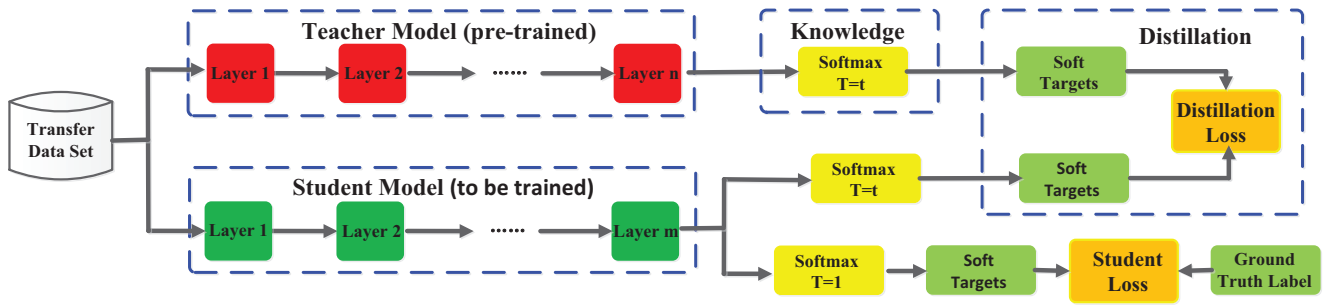 Teacher Model (pre-trained)
Layer 1
Layer 2
......
Layer n
Knowledge
Softmax
T=t
Distillation
Soft
Targets
Distillation
Loss
Transfer
Data Set
Student Model (to be trained)
Layer 1
Layer 2
......
Layer m
Softmax
T=t
Soft
Targets
Softmax
T=1
Soft
Targets
Student
Loss
Ground
Truth Label